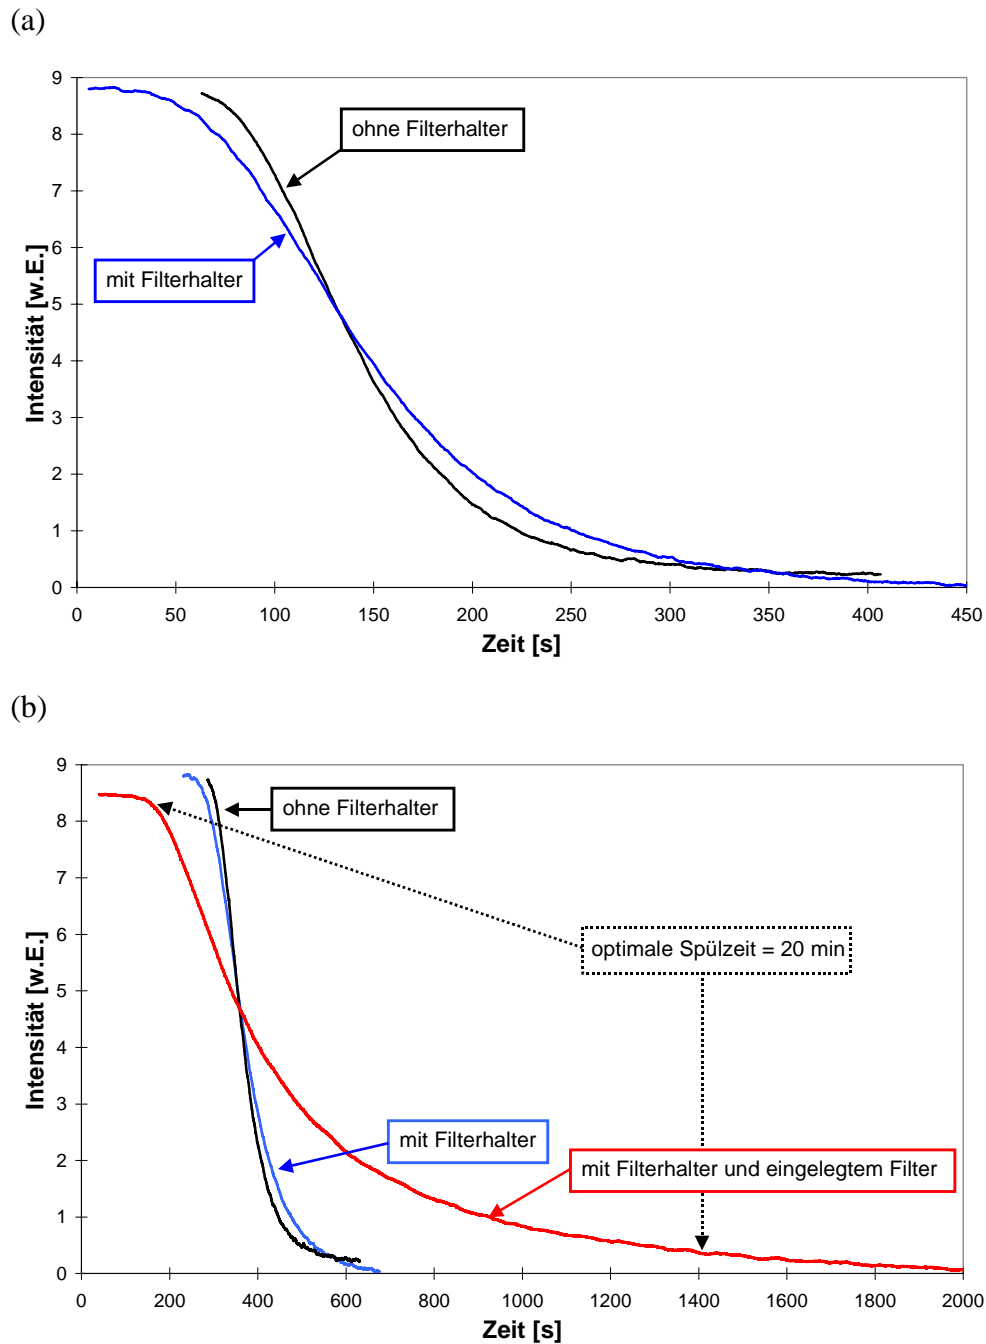 (a)
9
8
7
6
5
4
3
2
1
0
Intensität [w.E.]
ohne Filterhalter
mit Filterhalter
0 50 100 150 200 250 300 350 400 450
Zeit [s]
(b)
9
8
7
6
5
4
3
2
1
0
Intensität [w.E.]
ohne Filterhalter
optimale Spülzeit = 20 min
mit Filterhalter
mit Filterhalter und eingelegtem Filter
0 200 400 600 800 1000 1200 1400 1600 1800 2000
Zeit [s]